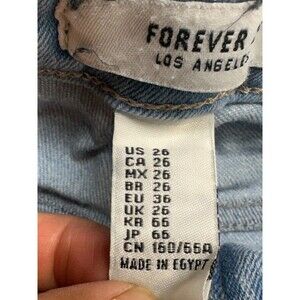 FOREVER
LOS ANGELES
US 26
CA 26
MX 26
BR 26
EU 36
UK 26
KR 66
JP 66
CN 160/66A
MADE IN EGYPT